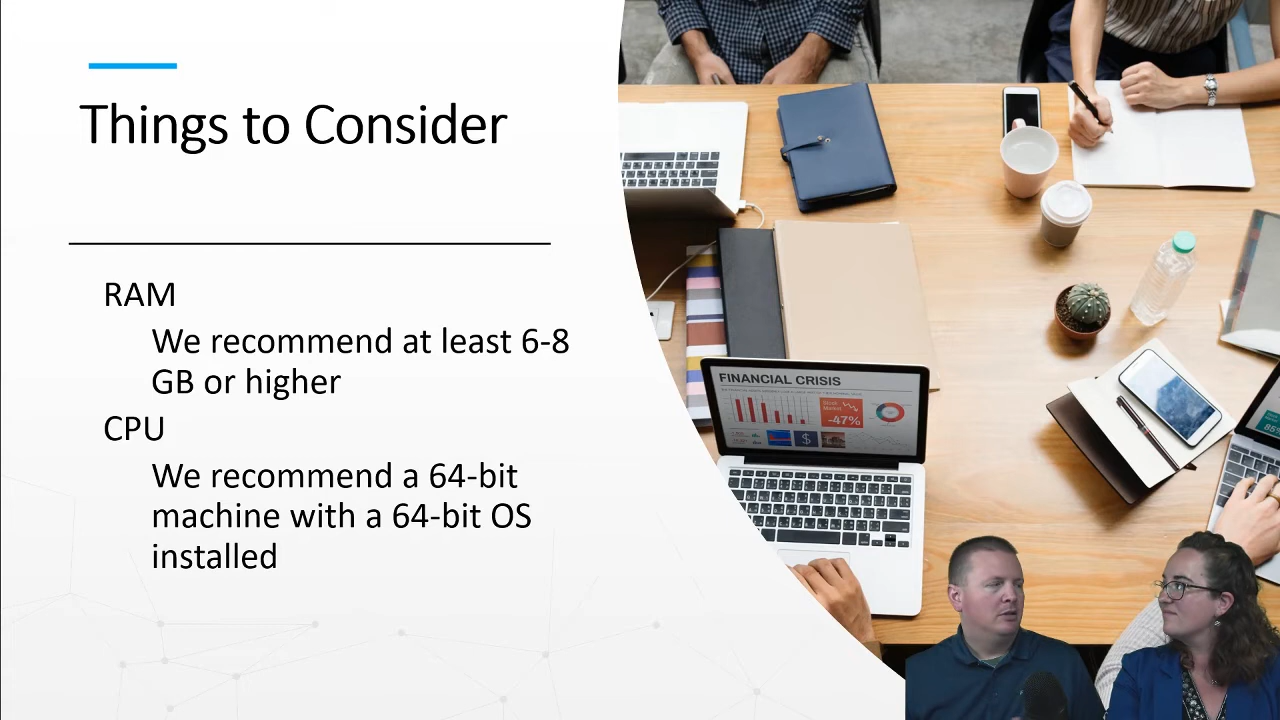 Things to Consider
RAM
We recommend at least 6-8
GB or higher
CPU
We recommend a 64-bit
machine with a 64-bit OS
installed
FINANCIAL CRISIS
-47%